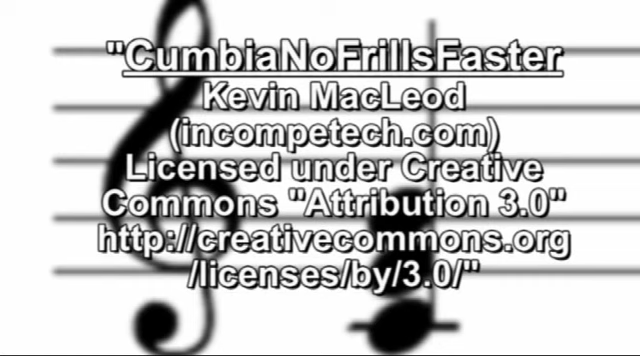 "CumbiaNoFrillsFaster
Kevin MacLeod
(incompetech.com)
Licensed under Creative
Commons "Attribution 3.0"
http://creativecommons.org
/licenses/by/3.0/"